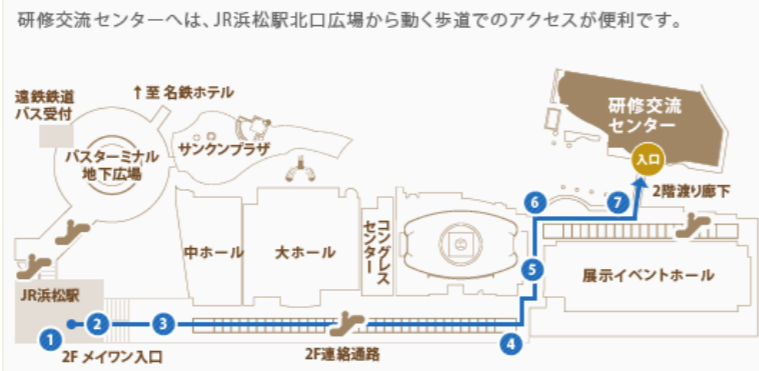 研修交流センターへは、JR浜松駅北口広場から動く歩道でのアクセスが便利です。
遠鉄鉄道
バス受付
↑至 名鉄ホテル
バスターミナル
地下広場
サンクンプラザ
研修交流
センター
入口
2階渡り廊下
中ホール
大ホール
コングレス
センター
6
7
5
展示イベントホール
JR浜松駅
1
2
3
4
2F メイワン入口
2F連絡通路